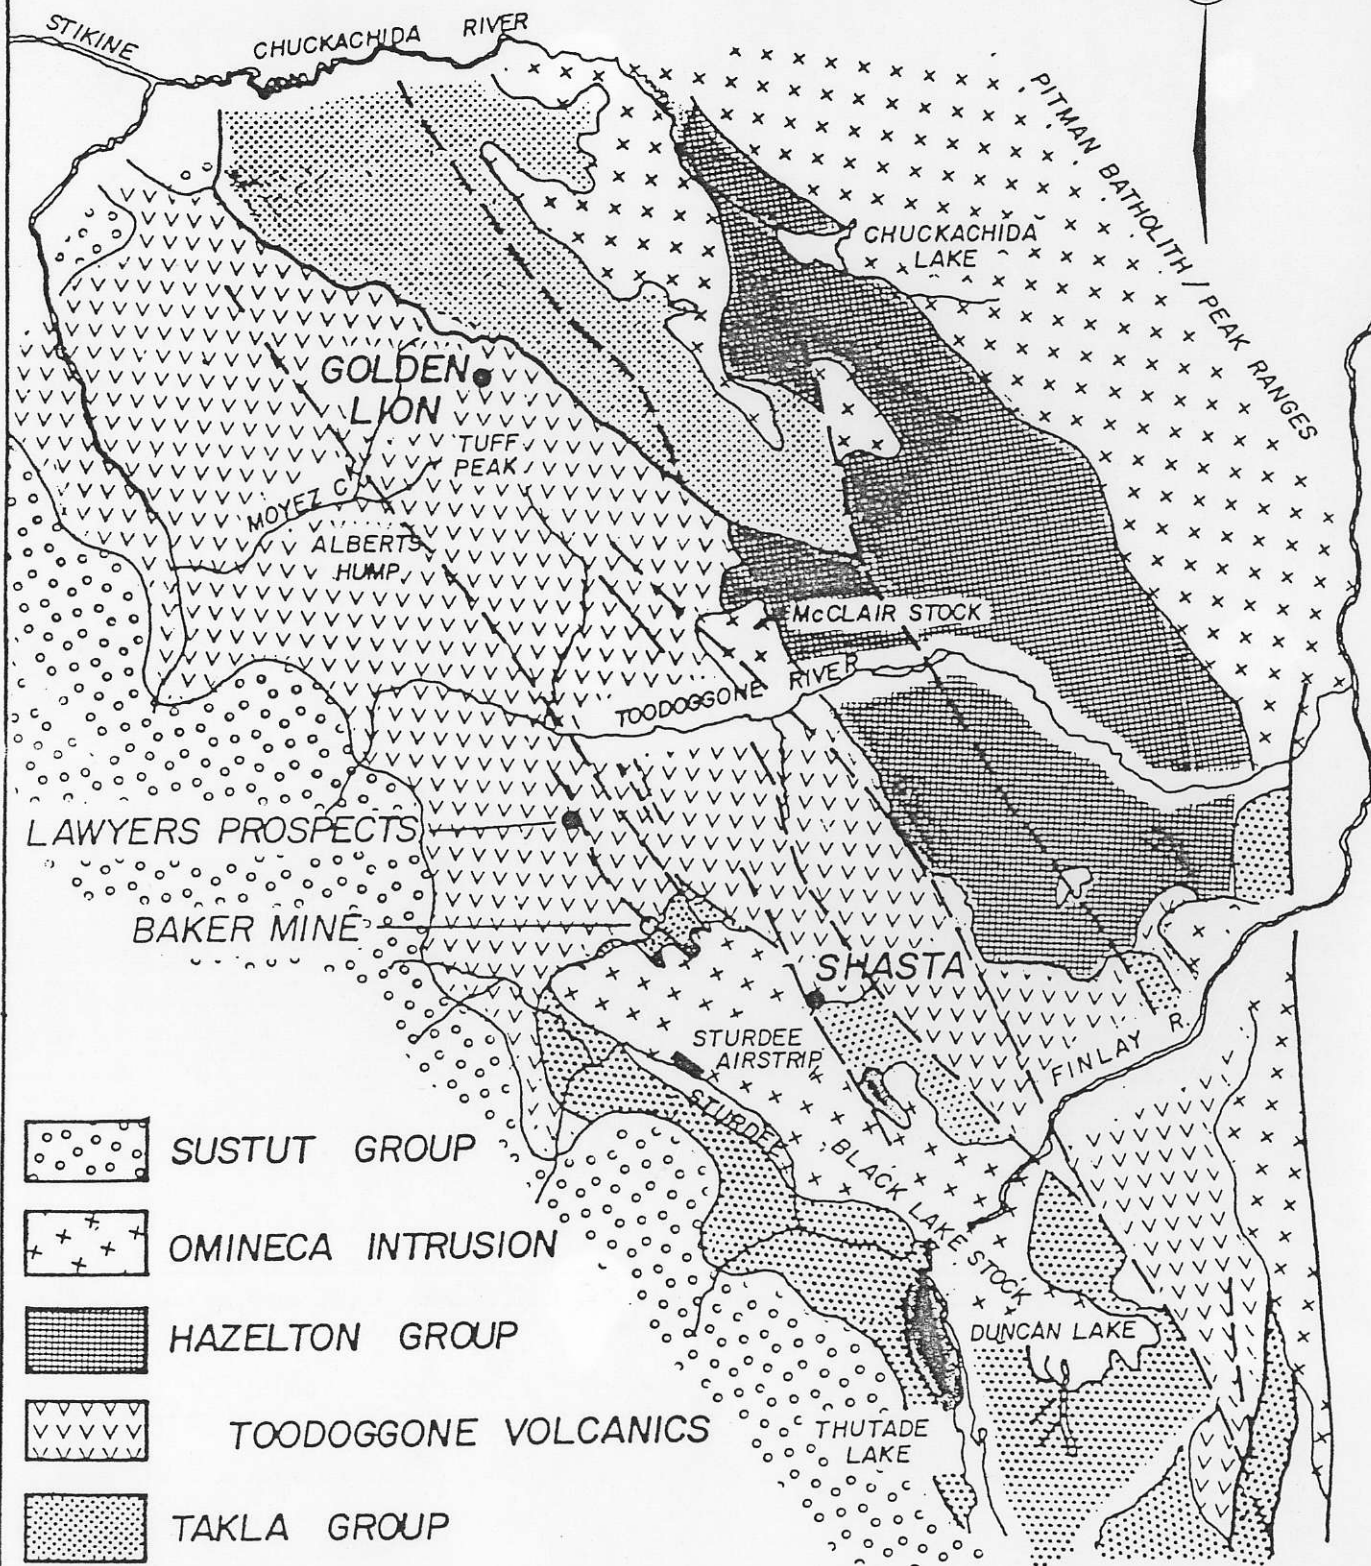 STIKINE
CHUCKACHIDA RIVER
PITMAN BATHOLITH / PEAK RANGES
CHUCKACHIDA
LAKE
GOLDEN
LION
TUFF
PEAK
MOYEZ C
ALBERTS
HUMP
McCLAIR STOCK
TOODOGGONE RIVER
LAWYERS PROSPECTS
BAKER MINE
SHASTA
STURDEE
AIRSTRIP
FINLAY R.
STURDEE
BLACK LAKE STOCK
DUNCAN LAKE
THUTADE
LAKE
SUSTUT GROUP
OMINECA INTRUSION
HAZELTON GROUP
TOODOGGONE VOLCANICS
TAKLA GROUP